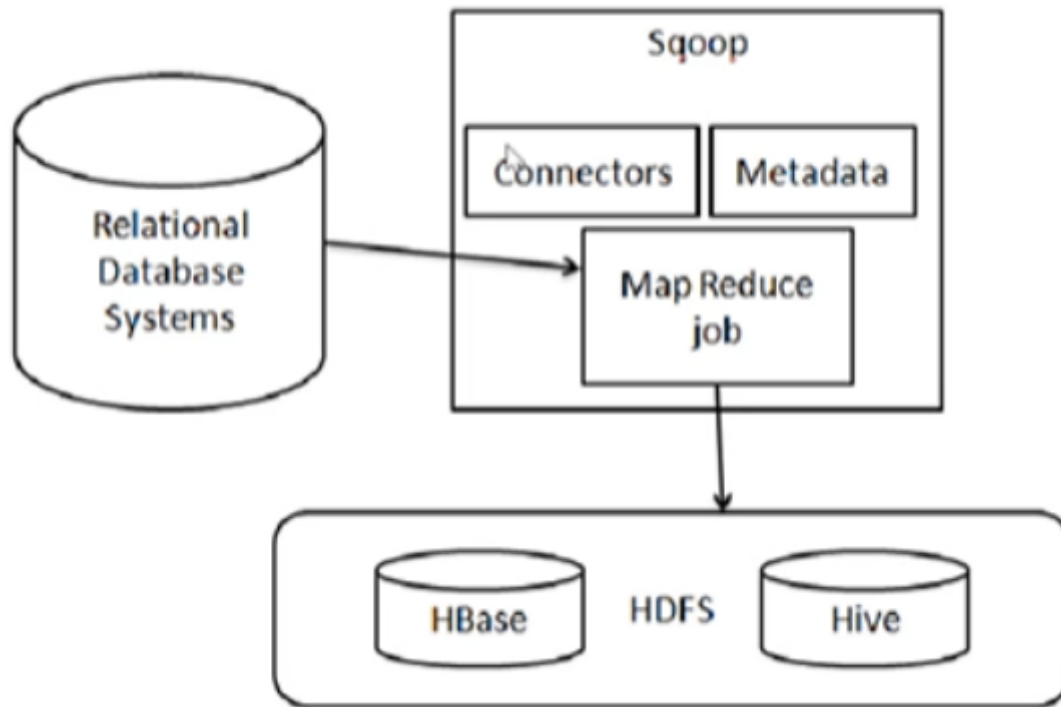 Sqoop
Connectors
Metadata
Relational
Database
Systems
Map Reduce
job
HBase
HDFS
Hive